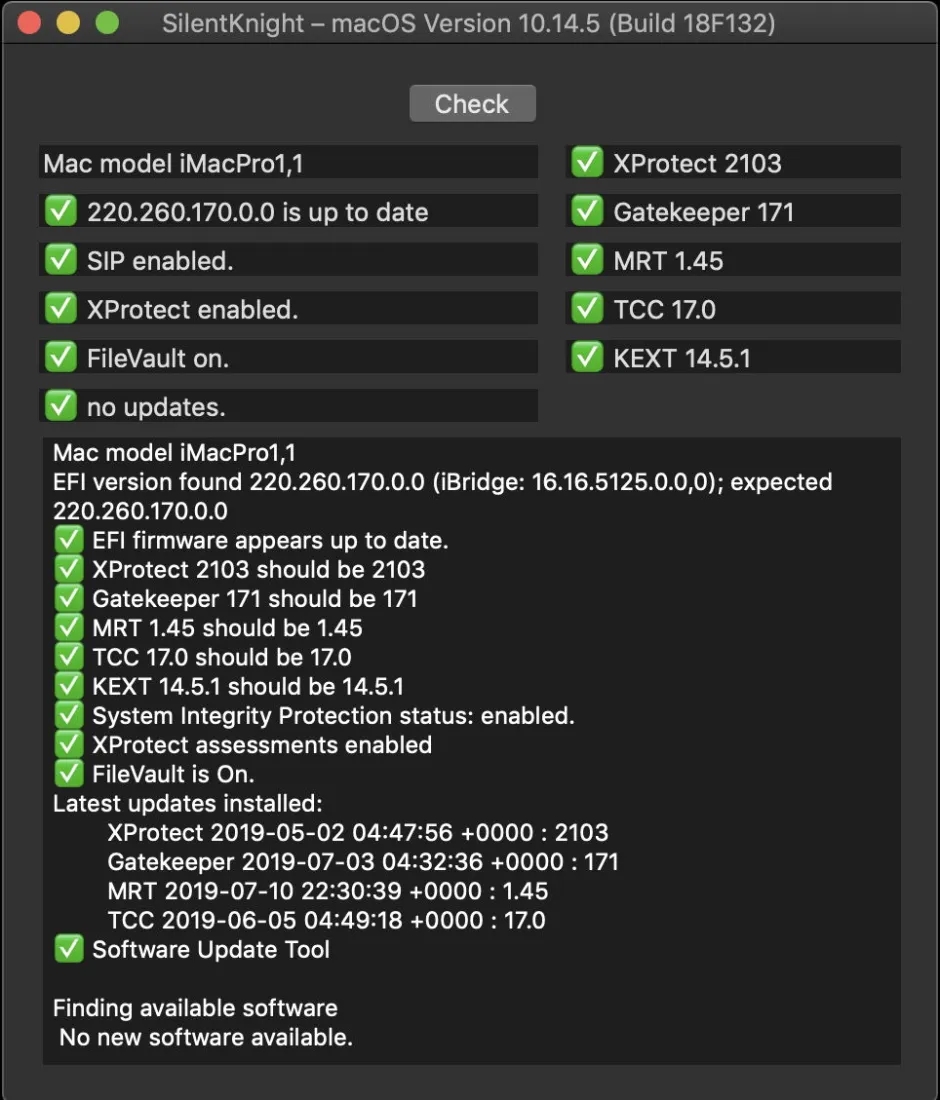 SilentKnight – macOS Version 10.14.5 (Build 18F132)
Check
Mac model iMacPro1,1
✅ 220.260.170.0.0 is up to date
✅ SIP enabled.
✅ XProtect enabled.
✅ FileVault on.
✅ no updates.
✅ XProtect 2103
✅ Gatekeeper 171
✅ MRT 1.45
✅ TCC 17.0
✅ KEXT 14.5.1
Mac model iMacPro1,1
EFI version found 220.260.170.0.0 (iBridge: 16.16.5125.0.0,0); expected
220.260.170.0.0
✅ EFI firmware appears up to date.
✅ XProtect 2103 should be 2103
✅ Gatekeeper 171 should be 171
✅ MRT 1.45 should be 1.45
✅ TCC 17.0 should be 17.0
✅ KEXT 14.5.1 should be 14.5.1
✅ System Integrity Protection status: enabled.
✅ XProtect assessments enabled
✅ FileVault is On.
Latest updates installed:
XProtect 2019-05-02 04:47:56 +0000 : 2103
Gatekeeper 2019-07-03 04:32:36 +0000 : 171
MRT 2019-07-10 22:30:39 +0000 : 1.45
TCC 2019-06-05 04:49:18 +0000 : 17.0
✅ Software Update Tool
Finding available software
No new software available.